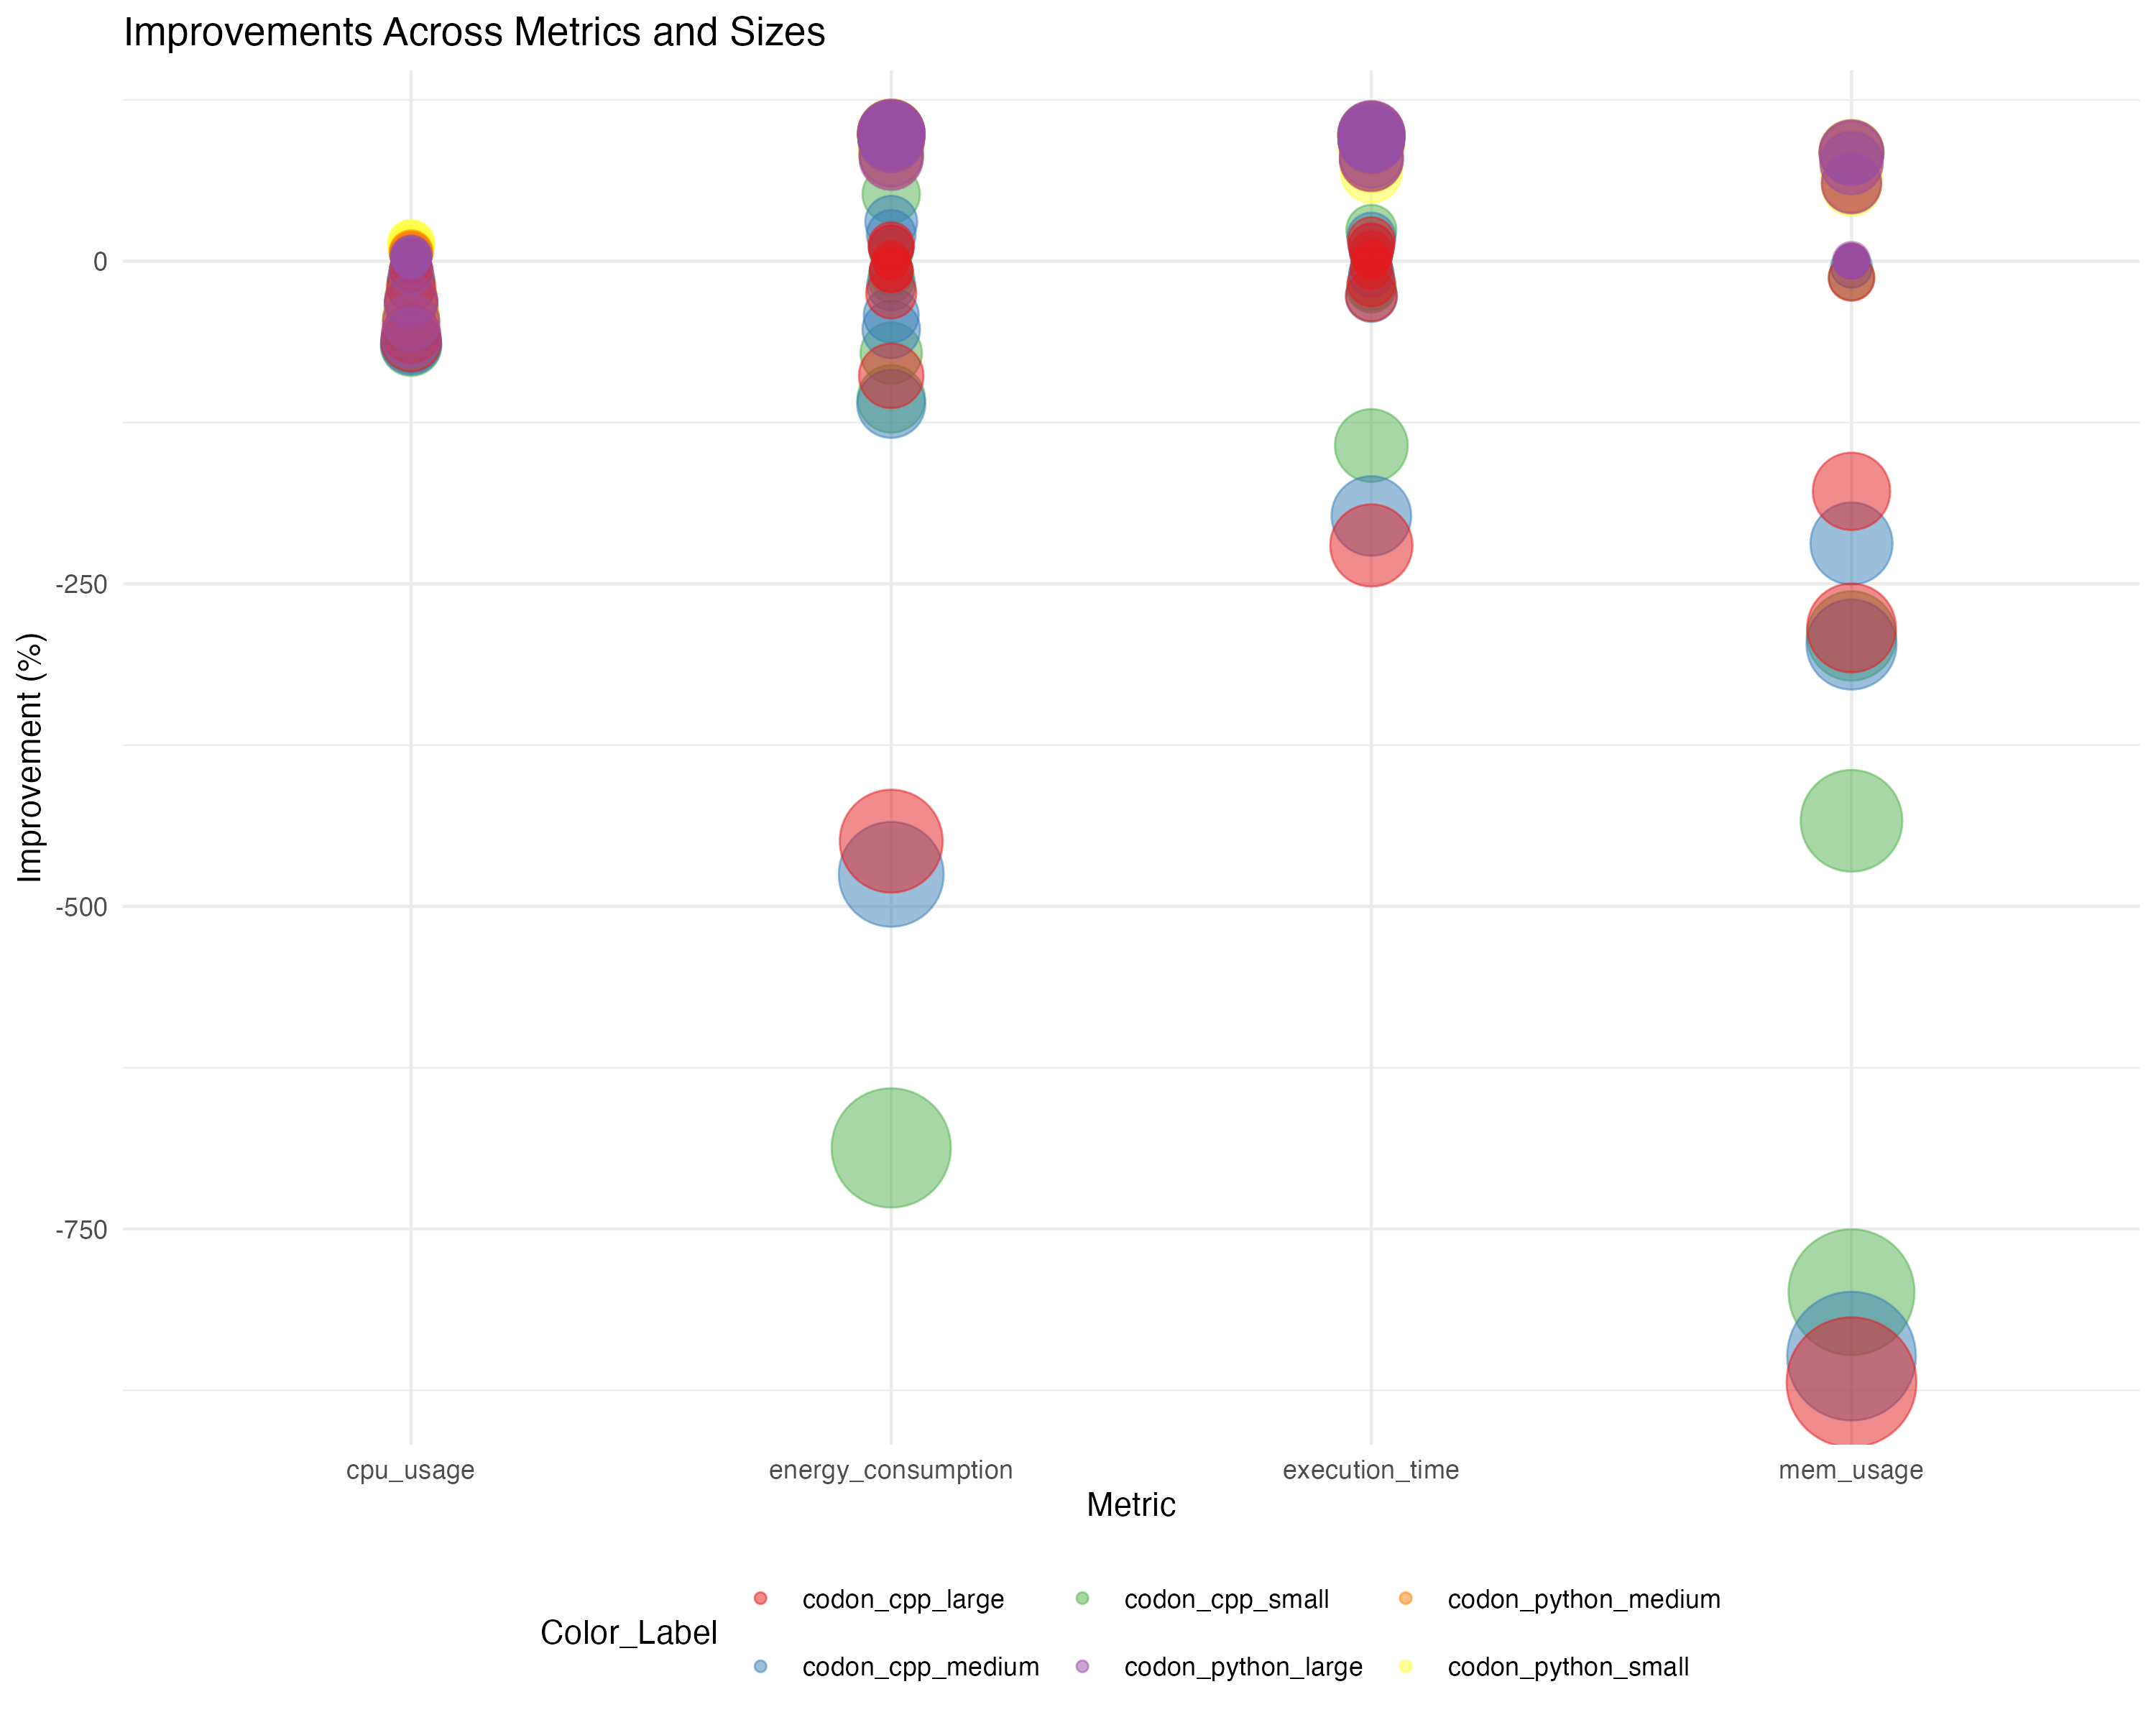 Improvements Across Metrics and Sizes
Improvement (%)
0
-250
-500
-750
cpu_usage energy_consumption execution_time mem_usage
Metric
Color_Label
codon_cpp_large codon_cpp_small codon_python_medium
codon_cpp_medium codon_python_large codon_python_small